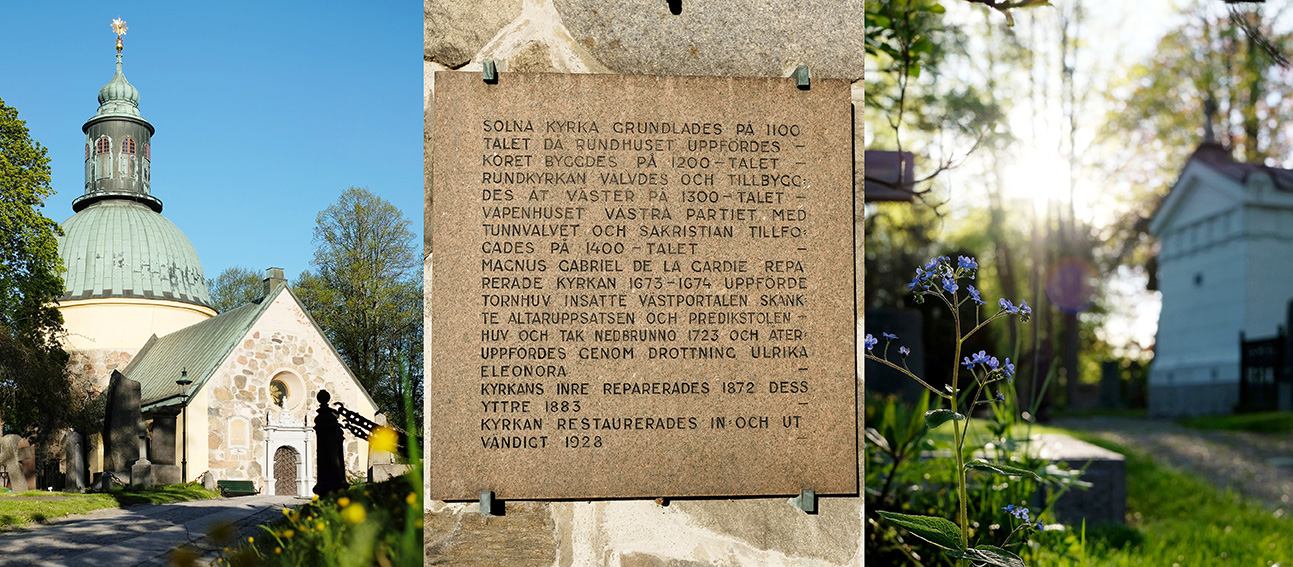 SOLNA KYRKA GRUNDLADES PÅ 1100
TALET DÅ RUNDHUSET UPPFÖRDES –
KORET BYGGDES PÅ 1200–TALET –
RUNDKYRKAN VALVDES OCH TILLBYGG:
DES ÅT VÄSTER PÅ 1300–TALET –
VAPENHUSET VÄSTRA PARTIET MED
TUNNVALVET OCH SAKRISTIAN TILLFO:
GADES PÅ 1400–TALET –
MAGNUS GABRIEL DE LA GARDIE REPA
RERADE KYRKAN 1673–1674 UPPFÖRDE
TORNHUV INSATTE VÄSTPORTALEN SKÄNK
TE ALTARUPPSATSEN OCH PREDIKSTOLEN –
HUV OCH TAK NEDBRUNNO 1723 OCH ÅTER:
UPPFÖRDES GENOM DROTTNING ULRIKA
ELEONORA –
KYRKANS INRE REPARERADES 1872 DESS
YTTRE 1883 –
KYRKAN RESTAURERADES IN:OCH UT
VÄNDIGT 1928 –